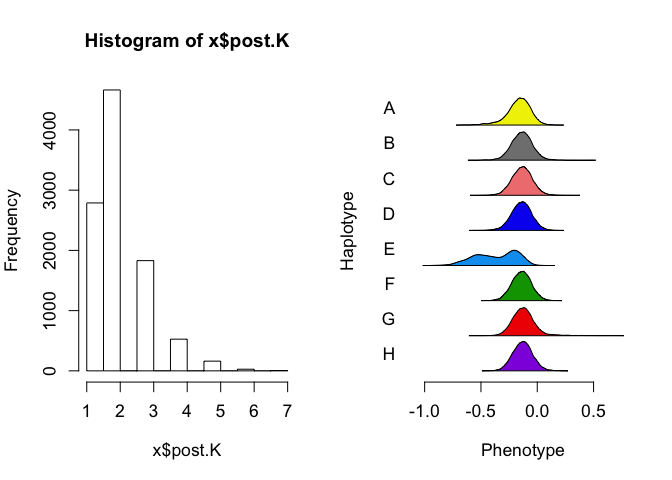 Histogram of x$post.K
Frequency
0
1000
2000
3000
4000
1 2 3 4 5 6 7
x$post.K
Haplotype
A
B
C
D
E
F
G
H
-1.0 -0.5 0.0 0.5
Phenotype